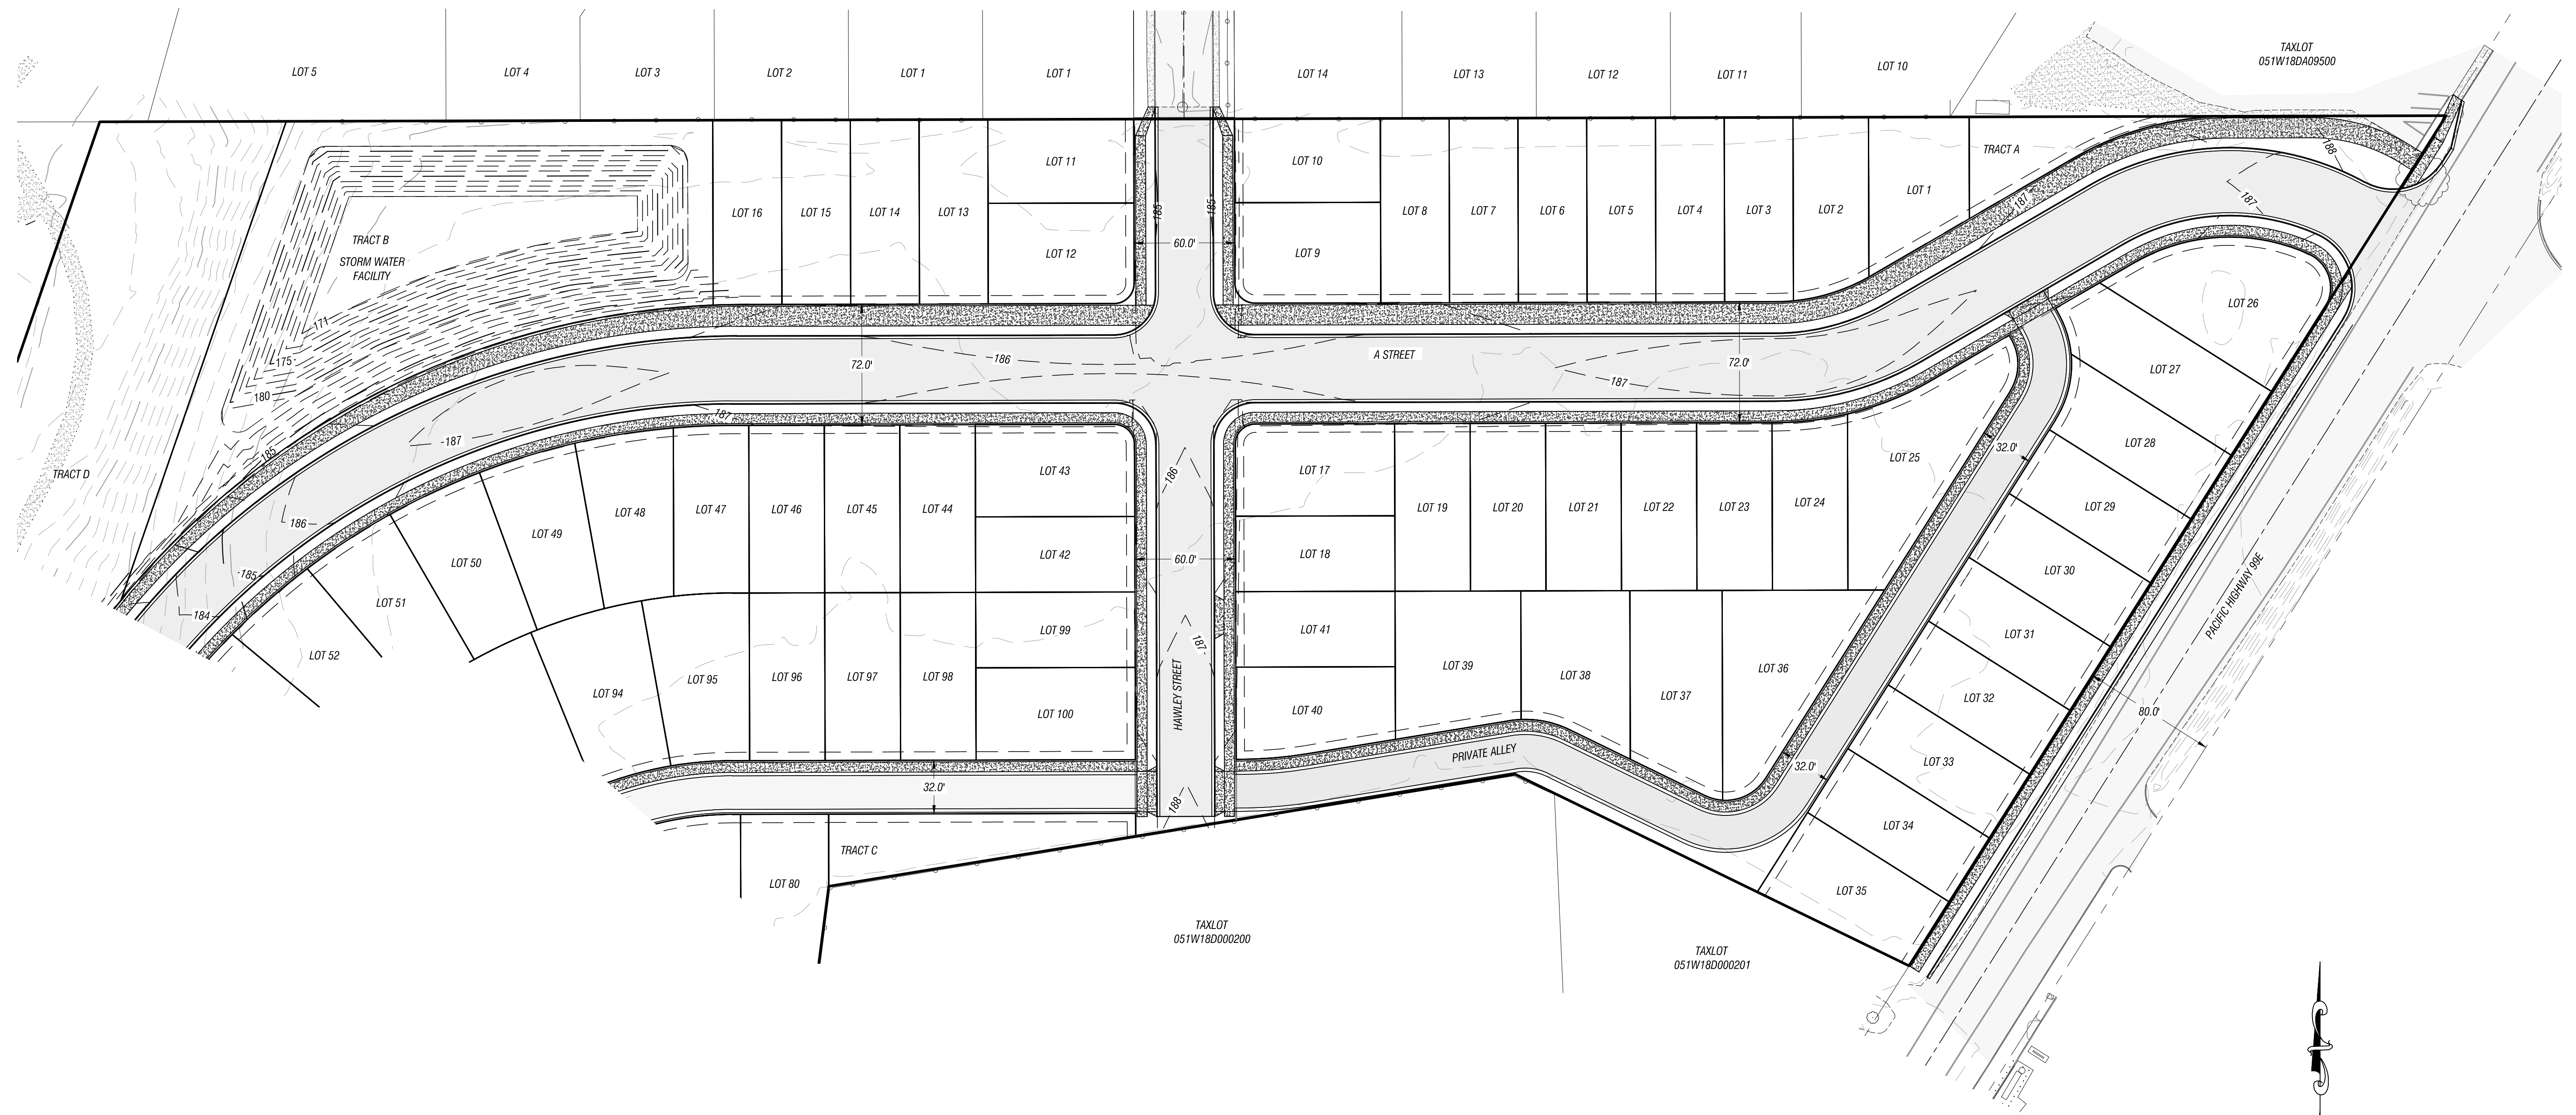 LOT 5
LOT 4
LOT 3
LOT 2
LOT 1
LOT 1
LOT 14
LOT 13
LOT 12
LOT 11
LOT 10
TAXLOT
051W18DA09500
TRACT B
STORM WATER
FACILITY
171
175
180
185
TRACT D
LOT 16
LOT 15
LOT 14
LOT 13
LOT 11
LOT 12
185
185
60.0'
LOT 10
LOT 9
LOT 8
LOT 7
LOT 6
LOT 5
LOT 4
LOT 3
LOT 2
LOT 1
TRACT A
187
188
187
72.0'
186
A STREET
187
72.0'
187
187
186
185
184
LOT 52
LOT 51
LOT 50
LOT 49
LOT 48
LOT 47
LOT 46
LOT 45
LOT 44
LOT 43
LOT 42
186
60.0'
LOT 17
LOT 18
LOT 19
LOT 20
LOT 21
LOT 22
LOT 23
LOT 24
LOT 25
32.0'
LOT 26
LOT 27
LOT 28
LOT 29
LOT 30
LOT 31
LOT 32
LOT 33
LOT 34
LOT 35
PACIFIC HIGHWAY 99E
80.0'
LOT 94
LOT 95
LOT 96
LOT 97
LOT 98
LOT 99
LOT 100
HAWLEY STREET
187
188
LOT 41
LOT 40
LOT 39
LOT 38
LOT 37
LOT 36
PRIVATE ALLEY
32.0'
32.0'
TRACT C
LOT 80
TAXLOT
051W18D000200
TAXLOT
051W18D000201